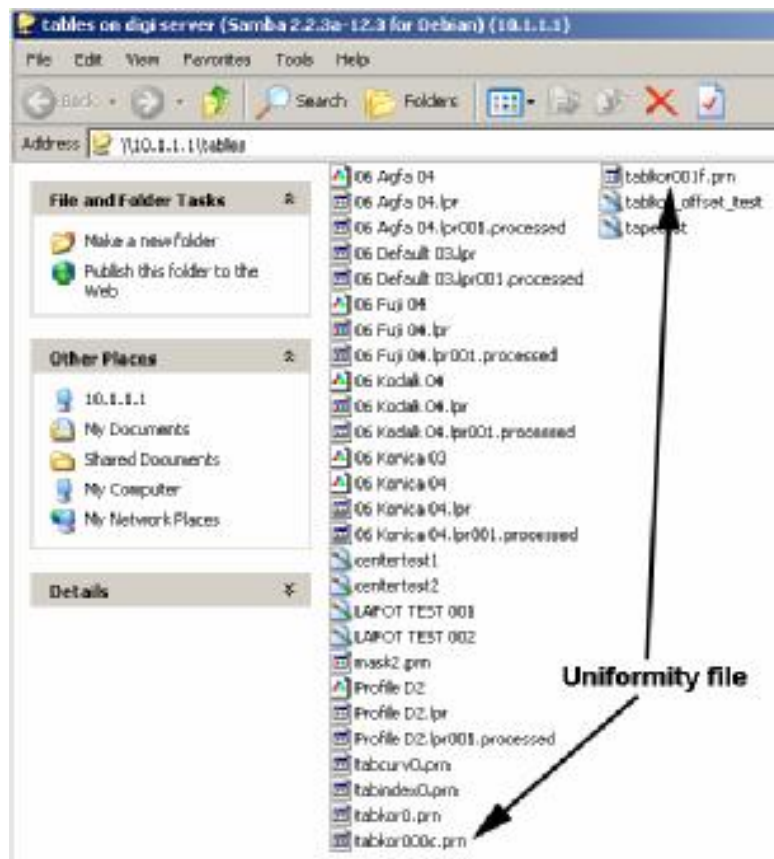 tables on digi server (Samba 2.2.3a-12.3 for Debian) (10.1.1.1)
File Edit View Favorites Tools Help
Back Search Folders
Address \\10.1.1.1\tables
File and Folder Tasks
Make a new folder
Publish this folder to the
Web
Other Places
10.1.1.1
My Documents
Shared Documents
My Computer
My Network Places
Details
06 Agfa 04
06 Agfa 04.lpr
06 Agfa 04.lpr001.processed
06 Default 03.lpr
06 Default 03.lpr001.processed
06 Fuji 04
06 Fuji 04.lpr
06 Fuji 04.lpr001.processed
06 Kodak 04
06 Kodak 04.lpr
06 Kodak 04.lpr001.processed
06 Konica 03
06 Konica 04
06 Konica 04.lpr
06 Konica 04.lpr001.processed
centertest1
centertest2
LAFOT TEST 001
LAFOT TEST 002
mask2.prn
Profile D2
Profile D2.lpr
Profile D2.lpr001.processed
tabcurv0.prn
tabindex0.prn
tabkor0.prn
tabkor000c.prn
tabkor001f.prn
Uniformity file